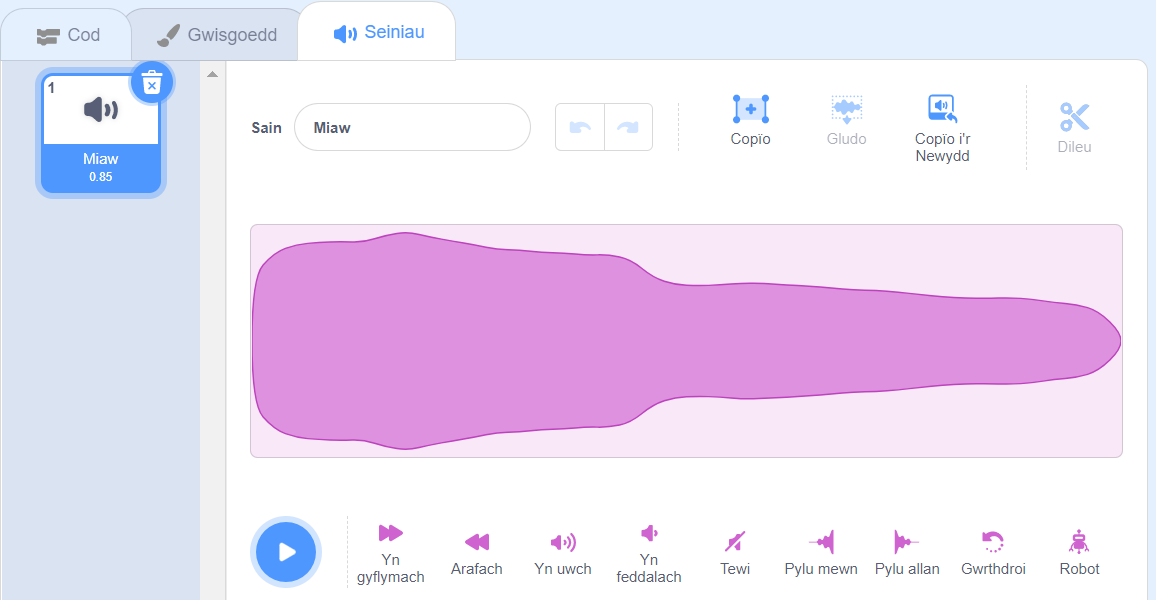 Cod
Gwisgoedd
Seiniau
1
Miaw
0.85
Sain
Miaw
Copïo
Gludo
Copïo i'r
Newydd
Dileu
Yn
gyflymach
Arafach
Yn uwch
Yn
feddalach
Tewi
Pylu mewn
Pylu allan
Gwrthdroi
Robot